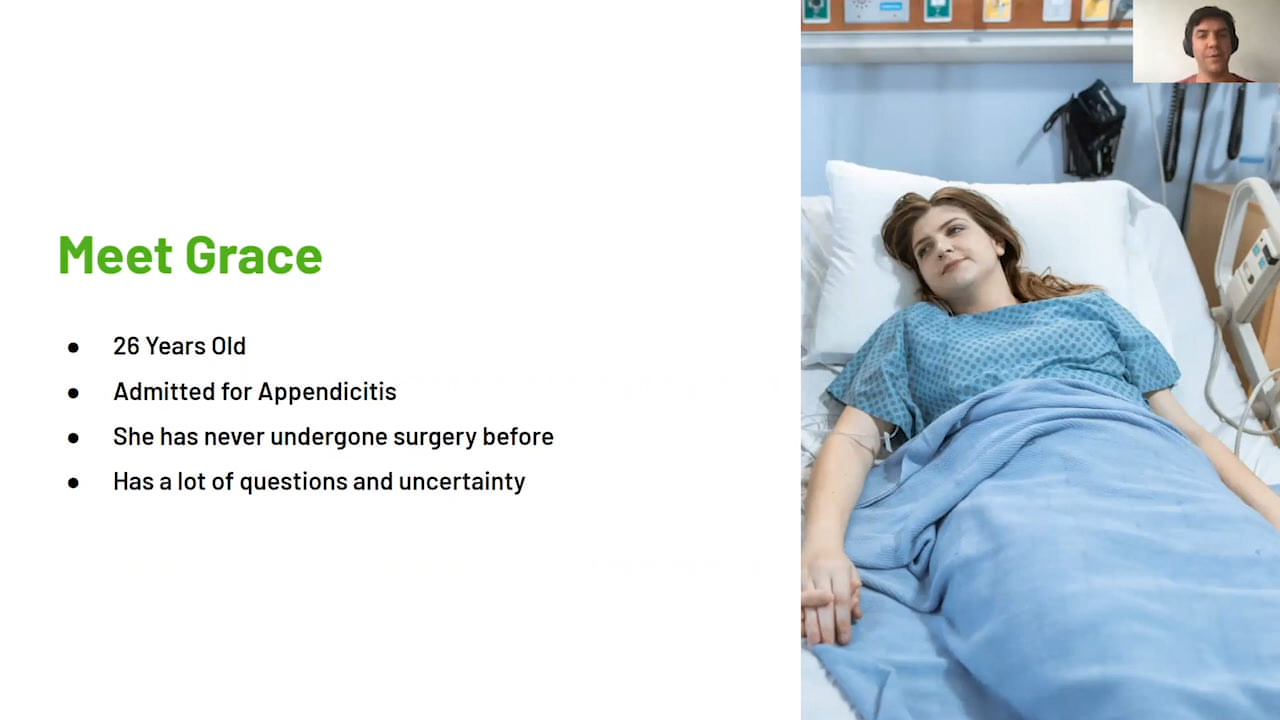 Meet Grace
● 26 Years Old
● Admitted for Appendicitis
● She has never undergone surgery before
● Has a lot of questions and uncertainty